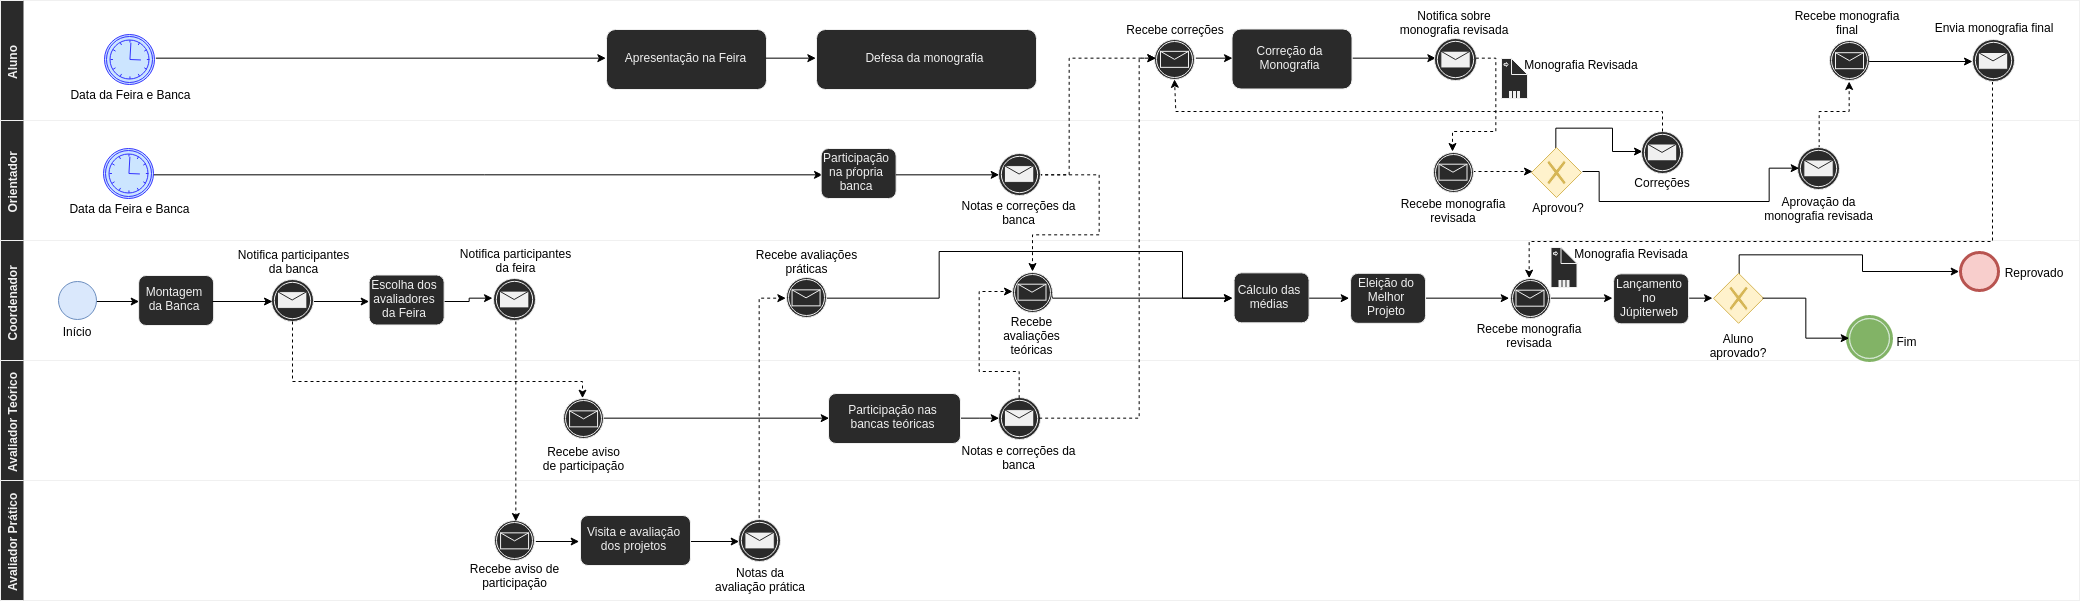 Aluno
Data da Feira e Banca
Apresentação na Feira
Defesa da monografia
Recebe correções
Correção da
Monografia
Notifica sobre
monografia revisada
Monografia Revisada
Recebe monografia
final
Envia monografia final
Orientador
Data da Feira e Banca
Participação
na pŕopria
banca
Notas e correções da
banca
Recebe monografia
revisada
Aprovou?
Correções
Aprovação da
monografia revisada
Coordenador
Início
Montagem
da Banca
Notifica participantes
da banca
Escolha dos
avaliadores
da Feira
Notifica participantes
da feira
Recebe avaliações
práticas
Recebe
avaliações
teóricas
Cálculo das
médias
Eleição do
Melhor
Projeto
Recebe monografia
revisada
Monografia Revisada
Lançamento
no
Júpiterweb
Aluno
aprovado?
Reprovado
Fim
Avaliador Teórico
Recebe aviso
de participação
Participação nas
bancas teóricas
Notas e correções da
banca
Avaliador Prático
Recebe aviso de
participação
Visita e avaliação
dos projetos
Notas da
avaliação prática